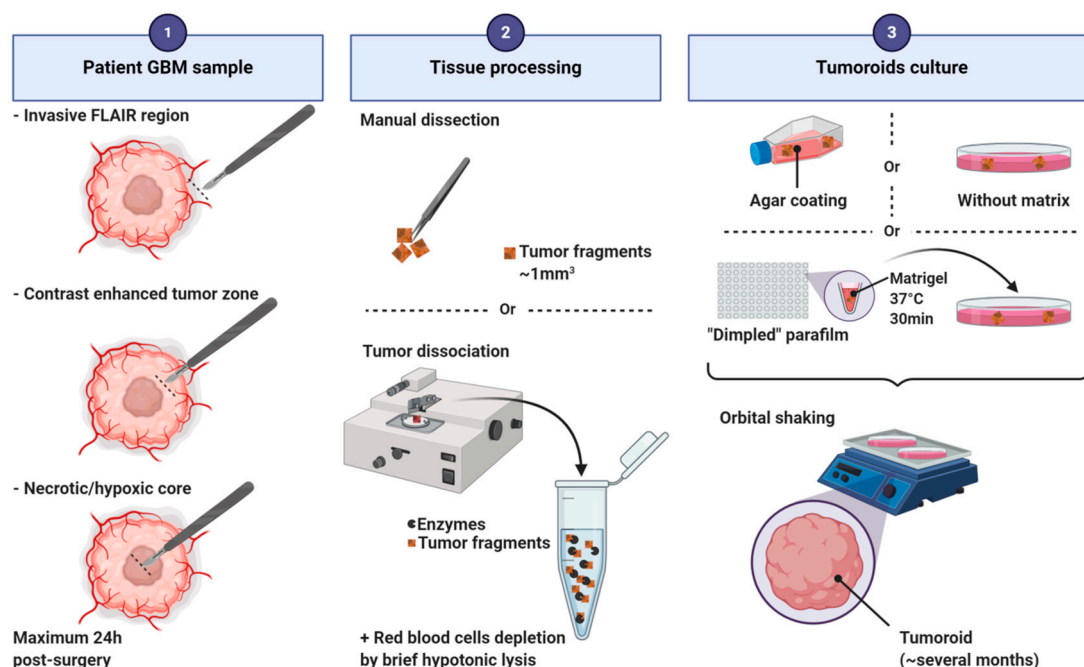 1
Patient GBM sample
- Invasive FLAIR region
- Contrast enhanced tumor zone
- Necrotic/hypoxic core
Maximum 24h
post-surgery
2
Tissue processing
Manual dissection
Tumor fragments
~1mm³
Or
Tumor dissociation
Enzymes
Tumor fragments
+ Red blood cells depletion
by brief hypotonic lysis
3
Tumoroids culture
Agar coating
Or
Without matrix
Or
Matrigel
37°C
30min
"Dimpled" parafilm
Orbital shaking
Tumoroid
(~several months)